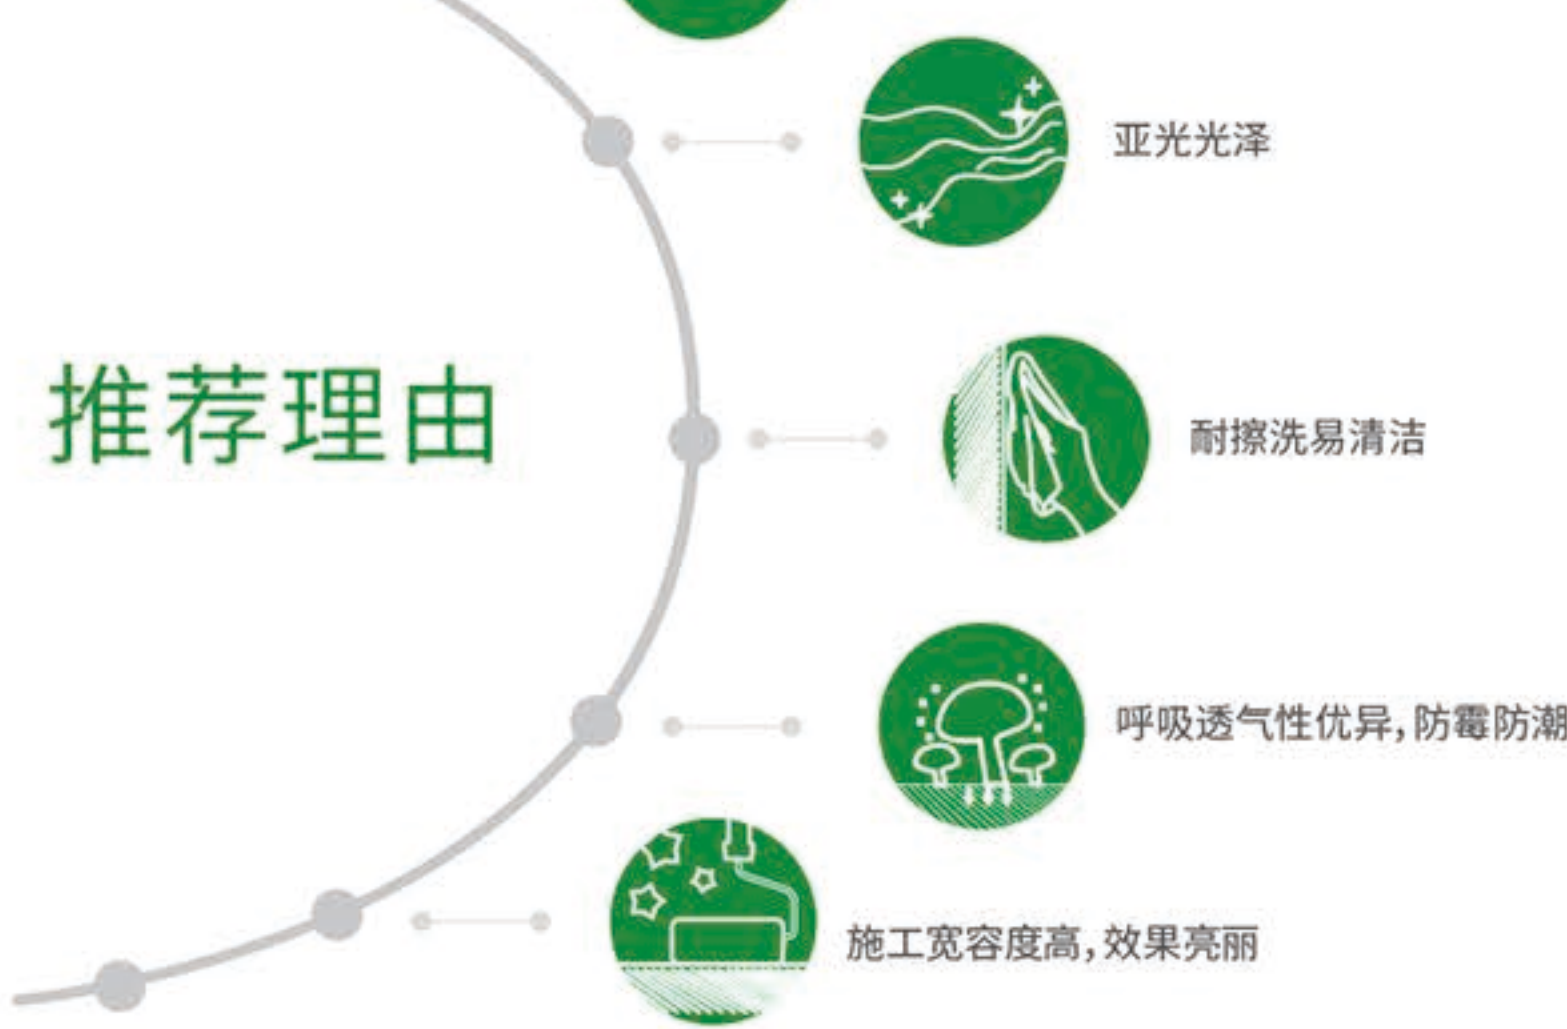 亚光光泽
推荐理由
耐擦洗易清洁
呼吸透气性优异,防霉防潮
施工宽容度高,效果亮丽